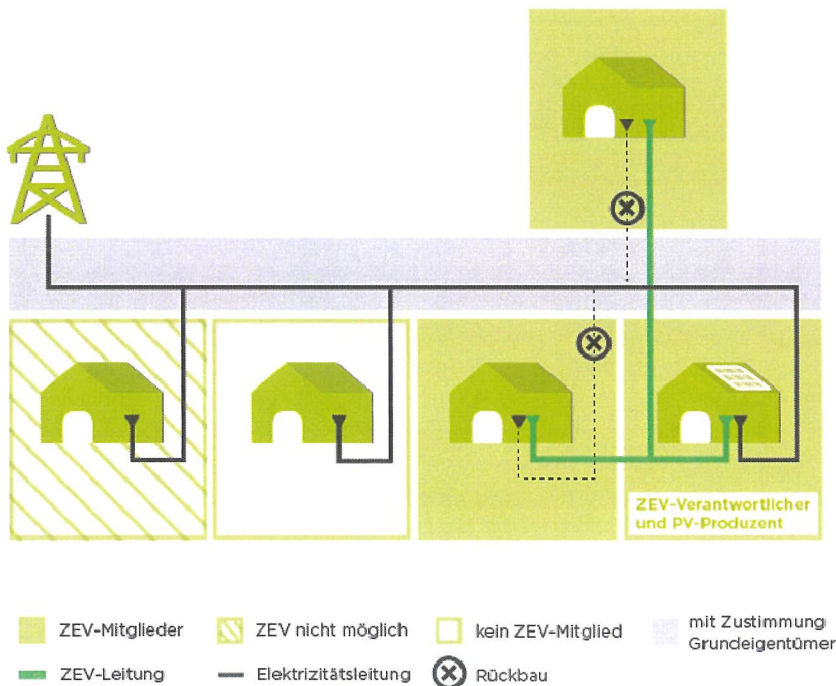 ZEV-Verantwortlicher
und PV-Produzent
ZEV-Mitglieder
ZEV nicht möglich
kein ZEV-Mitglied
mit Zustimmung
Grundeigentümer
ZEV-Leitung
Elektrizitätsleitung
Rückbau